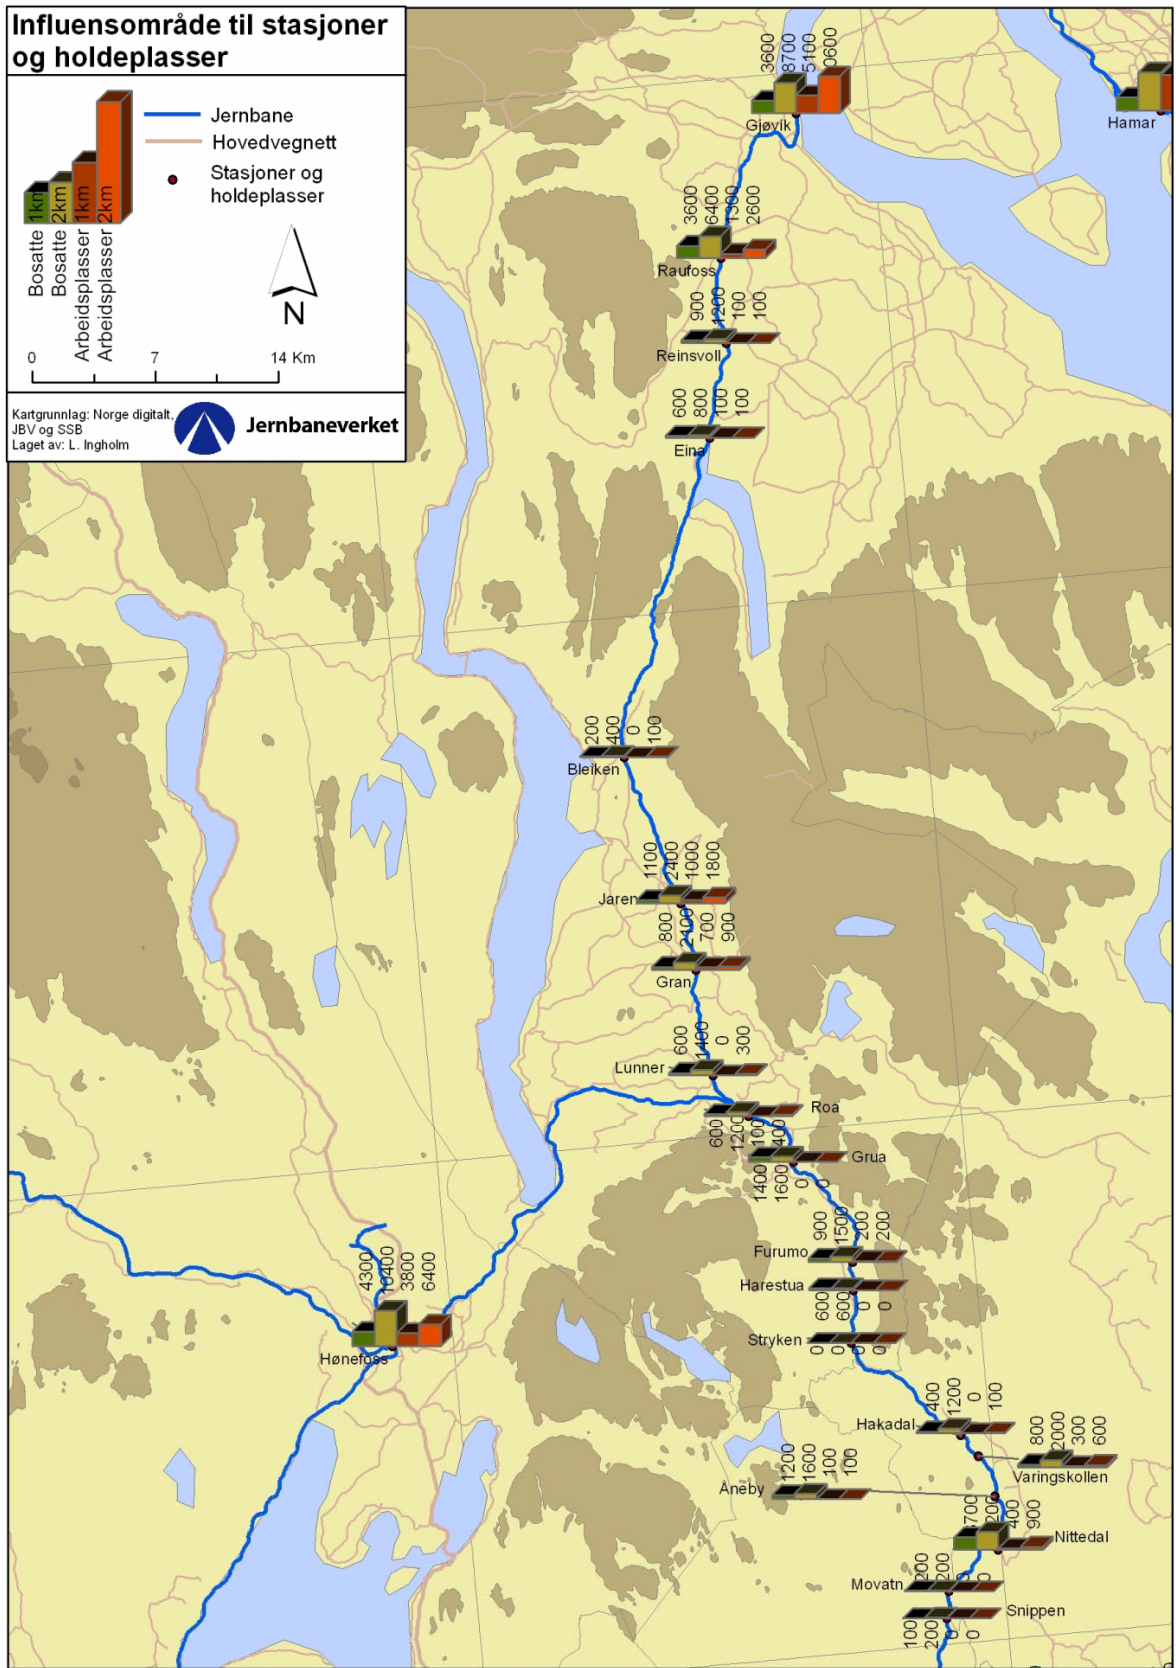 Influensområde til stasjoner
og holdeplasser
Jernbane
Hovedvegnett
Stasjoner og
holdeplasser
1km
2km
1km
2km
Bosatte
Bosatte
Arbeidsplasser
Arbeidsplasser
N
0 7 14 Km
Kartgrunnlag: Norge digitalt,
JBV og SSB
Laget av: L. Ingholm
Jernbaneverket
3600 8700 5100
Gjøvik
Hamar
3600 6400 1300 2600
Raufoss
900 1200 100 100
Reinsvoll
600 800 100 100
Eina
200 400 0 100
Bleiken
1100 2400 1000 1800
Jaren
800 2100 700 900
Gran
600 1400 0 300
Lunner
Roa
600 1200 100 400
Grua
1400 1600 0 0
900 1500 200 200
Furumo
Harestua
600 600 0 0
Stryken
0 0 0 0
4300 10400 3800 6400
Hønefoss
400 1200 0 100
Hakadal
800 2000 300 600
Varingskollen
1200 1600 100 100
Åneby
400 900
Nittedal
200 200 0 0
Movatn
Snippen
100 200 0 0